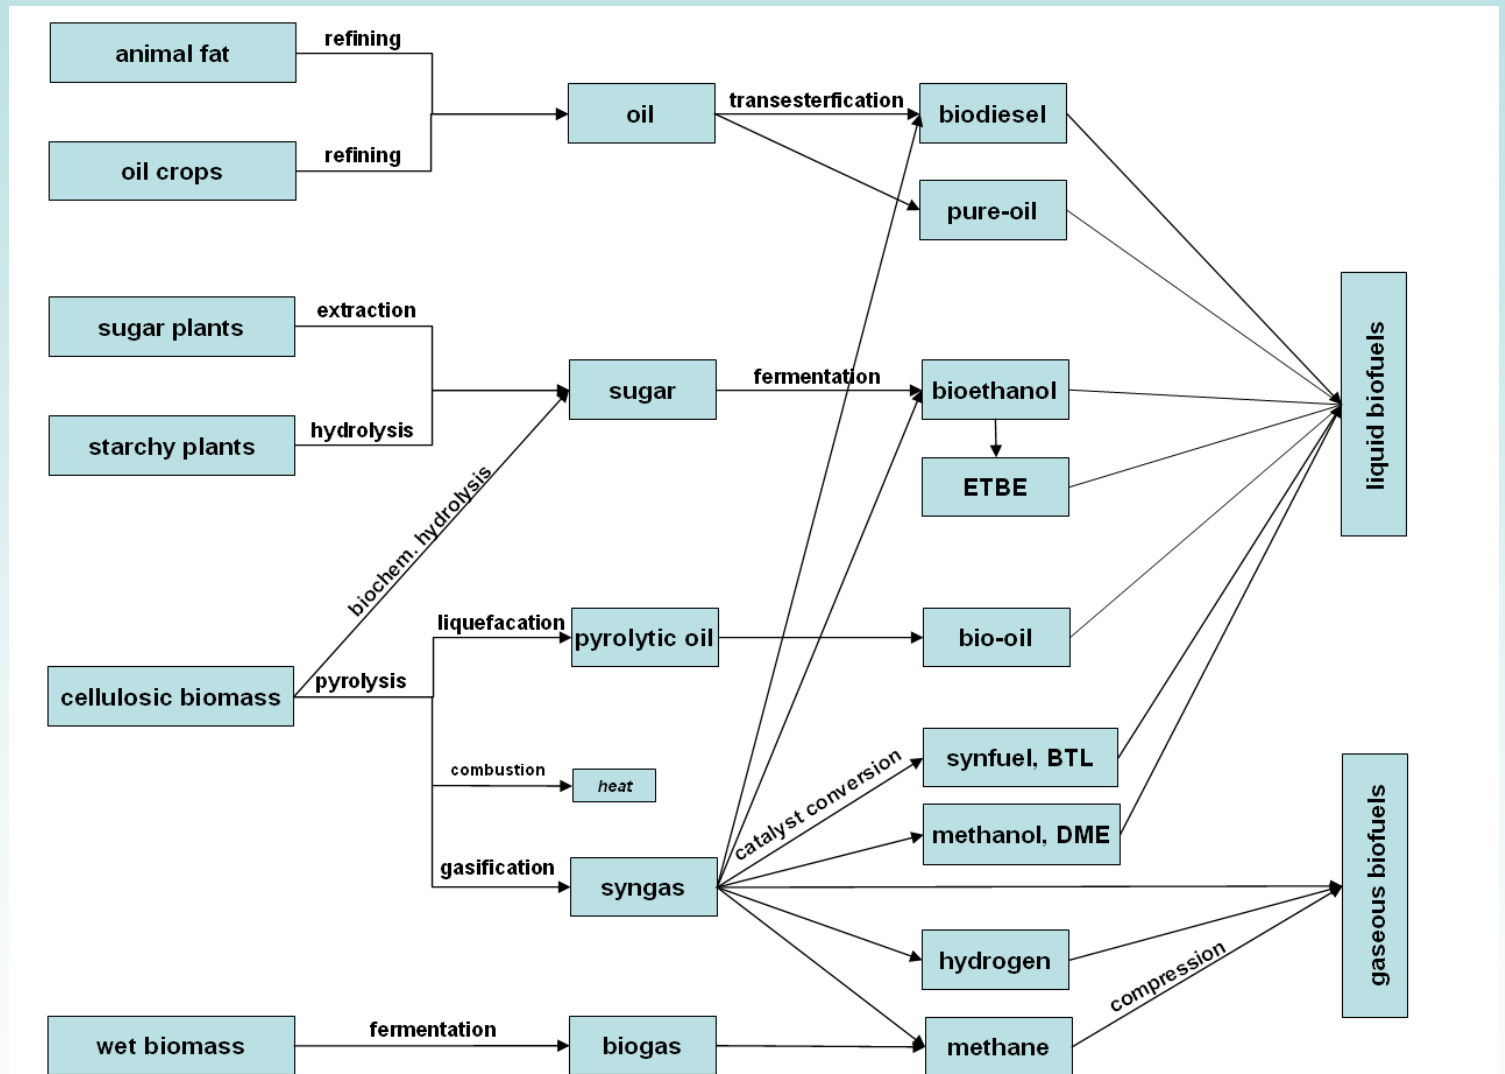 animal fat
refining
oil crops
refining
oil
transesterfication
biodiesel
pure-oil
sugar plants
extraction
starchy plants
hydrolysis
sugar
fermentation
bioethanol
ETBE
liquid biofuels
biochem. hydrolysis
cellulosic biomass
pyrolysis
liquefacation
pyrolytic oil
bio-oil
combustion
heat
gasification
syngas
catalyst conversion
synfuel, BTL
methanol, DME
hydrogen
gaseous biofuels
compression
wet biomass
fermentation
biogas
methane